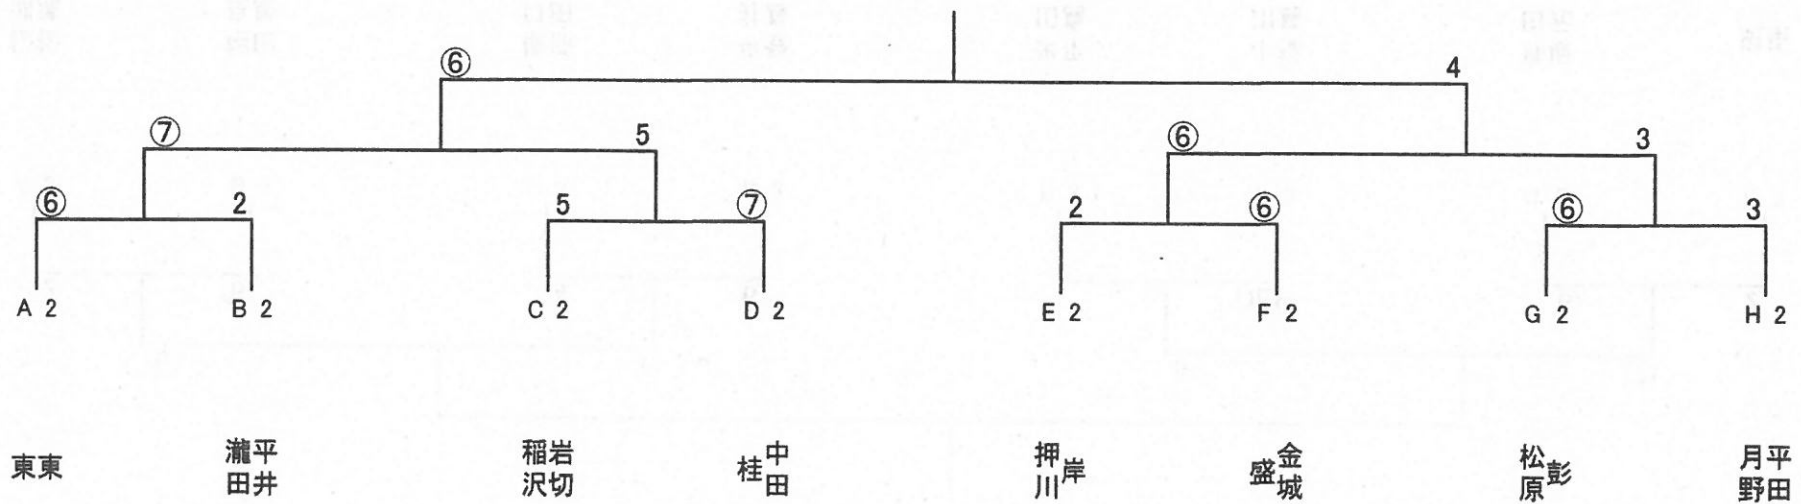 ⑥ 4
⑦ 5 ⑥ 3
⑥ 2 5 ⑦ 2 ⑥ ⑥ 3
A 2 B 2 C 2 D 2 E 2 F 2 G 2 H 2
東 東
瀧田 平井
稲沢 岩切
桂 中田
押川 岸
盛 金城
松原 彭
月野 平田